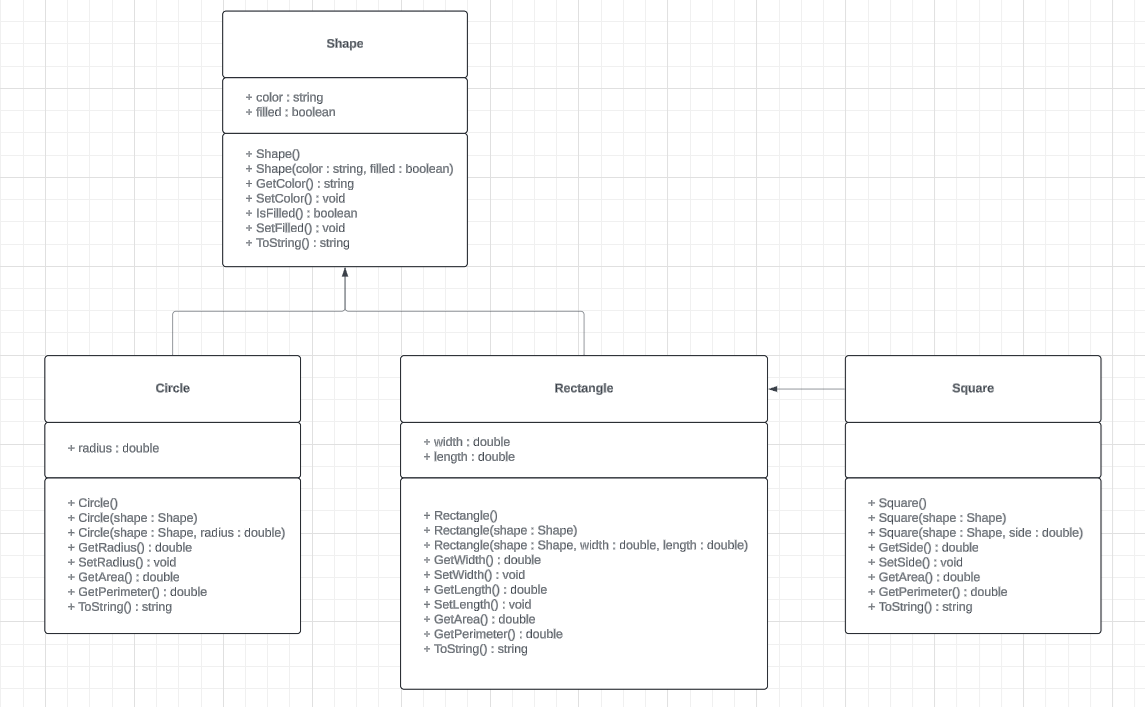 Shape
+ color : string
+ filled : boolean
+ Shape()
+ Shape(color : string, filled : boolean)
+ GetColor() : string
+ SetColor() : void
+ IsFilled() : boolean
+ SetFilled() : void
+ ToString() : string
Circle
+ radius : double
+ Circle()
+ Circle(shape : Shape)
+ Circle(shape : Shape, radius : double)
+ GetRadius() : double
+ SetRadius() : void
+ GetArea() : double
+ GetPerimeter() : double
+ ToString() : string
Rectangle
+ width : double
+ length : double
+ Rectangle()
+ Rectangle(shape : Shape)
+ Rectangle(shape : Shape, width : double, length : double)
+ GetWidth() : double
+ SetWidth() : void
+ GetLength() : double
+ SetLength() : void
+ GetArea() : double
+ GetPerimeter() : double
+ ToString() : string
Square
+ Square()
+ Square(shape : Shape)
+ Square(shape : Shape, side : double)
+ GetSide() : double
+ SetSide() : void
+ GetArea() : double
+ GetPerimeter() : double
+ ToString() : string